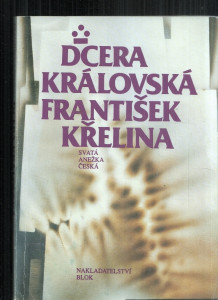 DCERA
KRÁLOVSKÁ
FRANTIŠEK
KŘELINA
SVATÁ
ANEŽKA
ČESKÁ
NAKLADATELSTVÍ
BLOK